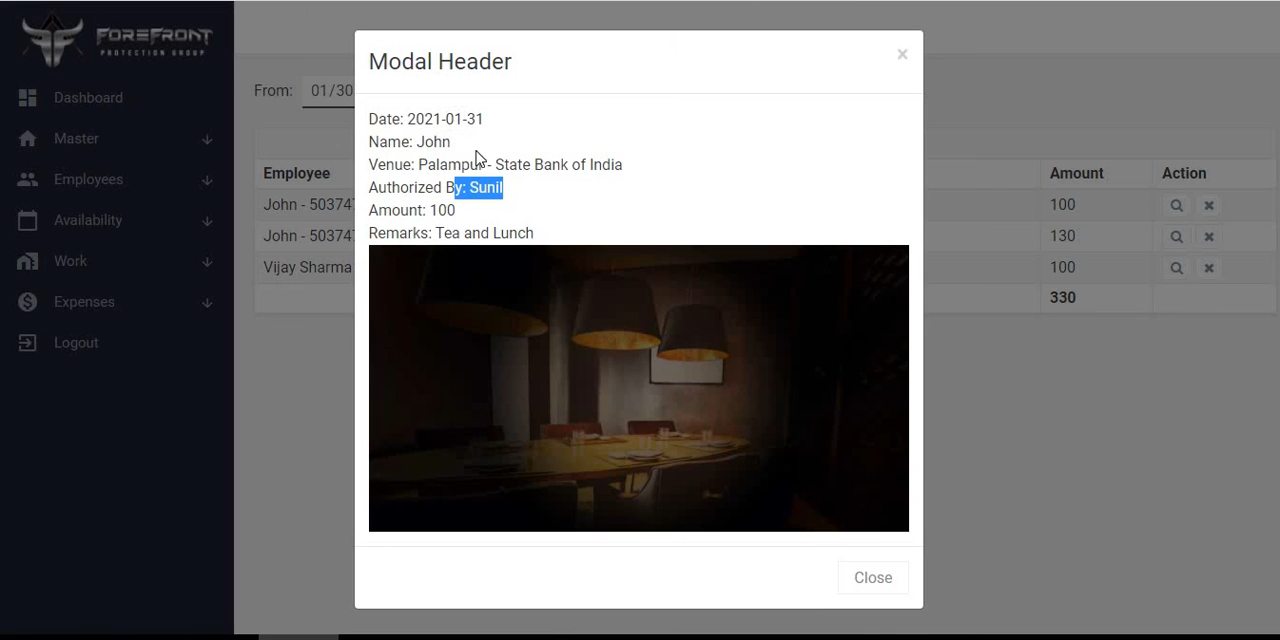 FOREFRONT
PROTECTION GROUP
Dashboard
Master
Employees
Availability
Work
Expenses
Logout
From: 01/30
Employee Amount Action
John - 50374 100
John - 50374 130
Vijay Sharma 100
330
Modal Header
×
Date: 2021-01-31
Name: John
Venue: Palampur - State Bank of India
Authorized By: Sunil
Amount: 100
Remarks: Tea and Lunch
Close